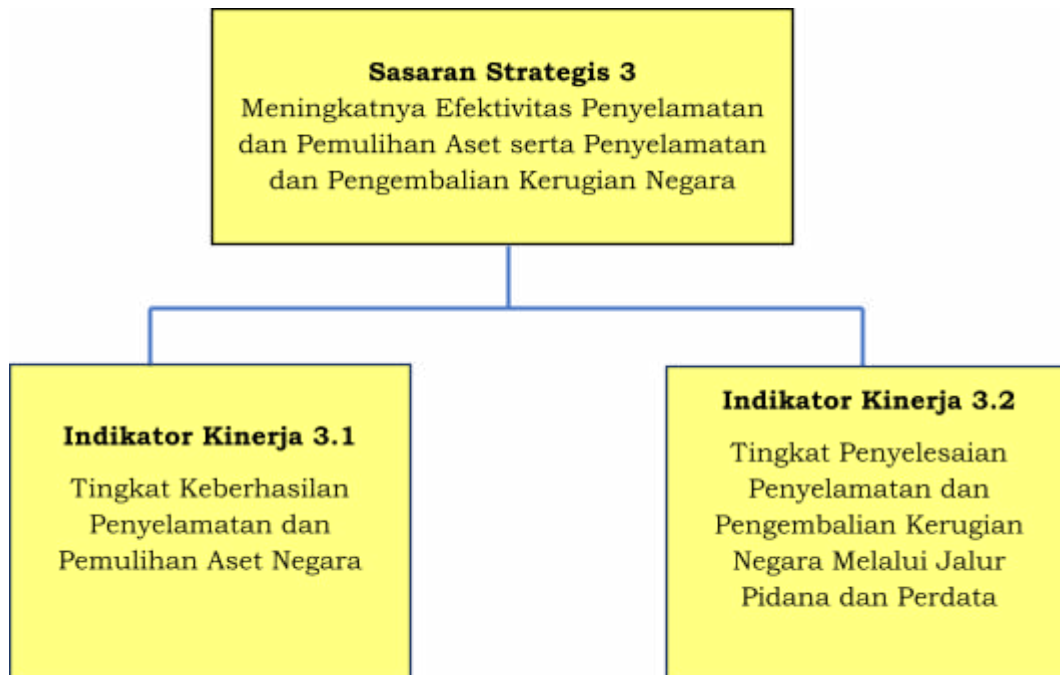 Sasaran Strategis 3
Meningkatnya Efektivitas Penyelamatan
dan Pemulihan Aset serta Penyelamatan
dan Pengembalian Kerugian Negara
Indikator Kinerja 3.1
Tingkat Keberhasilan
Penyelamatan dan
Pemulihan Aset Negara
Indikator Kinerja 3.2
Tingkat Penyelesaian
Penyelamatan dan
Pengembalian Kerugian
Negara Melalui Jalur
Pidana dan Perdata